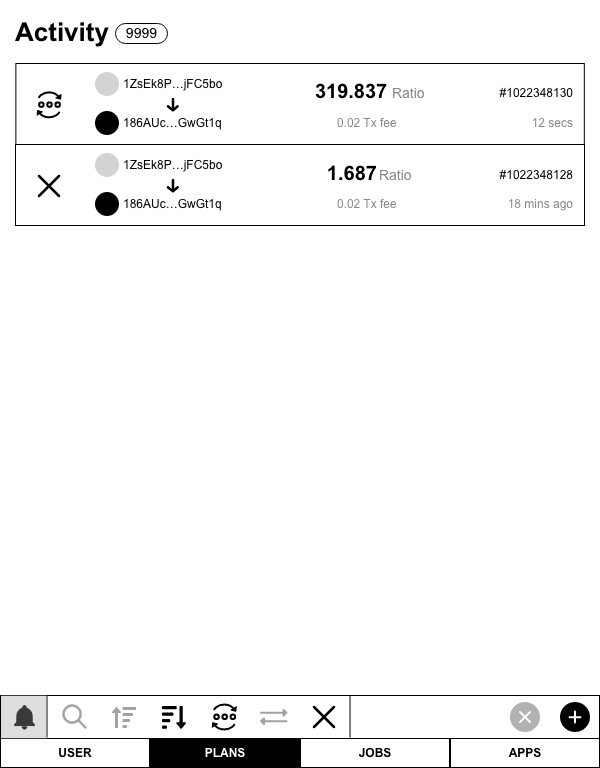 Activity 9999
1ZsEk8P…jFC5bo
186AUc…GwGt1q
319.837 Ratio
0.02 Tx fee
#1022348130
12 secs
1ZsEk8P…jFC5bo
186AUc…GwGt1q
1.687 Ratio
0.02 Tx fee
#1022348128
18 mins ago
USER PLANS JOBS APPS